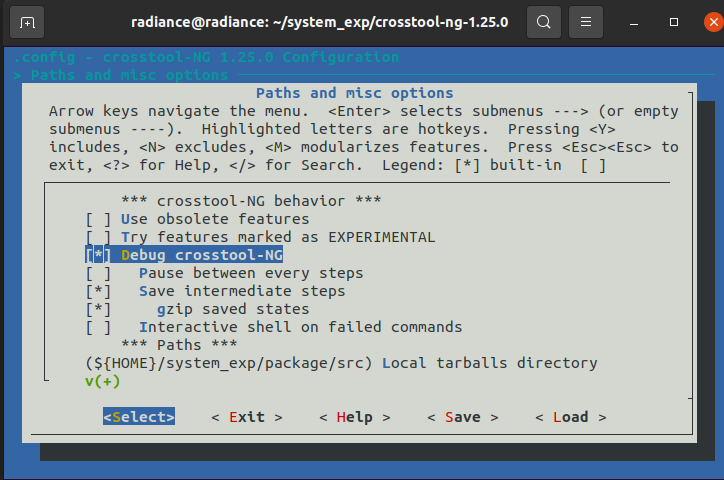 radiance@radiance: ~/system_exp/crosstool-ng-1.25.0
.config - crosstool-NG 1.25.0 Configuration
> Paths and misc options
Paths and misc options
Arrow keys navigate the menu.  <Enter> selects submenus ---> (or empty
submenus ----).  Highlighted letters are hotkeys.  Pressing <Y>
includes, <N> excludes, <M> modularizes features.  Press <Esc><Esc> to
exit, <?> for Help, </> for Search.  Legend: [*] built-in  [ ]
*** crosstool-NG behavior ***
[ ] Use obsolete features
[ ] Try features marked as EXPERIMENTAL
[*] Debug crosstool-NG
[ ]   Pause between every steps
[*]   Save intermediate steps
[*]     gzip saved states
[ ]   Interactive shell on failed commands
*** Paths ***
(${HOME}/system_exp/package/src) Local tarballs directory
v(+)
<Select>    < Exit >    < Help >    < Save >    < Load >